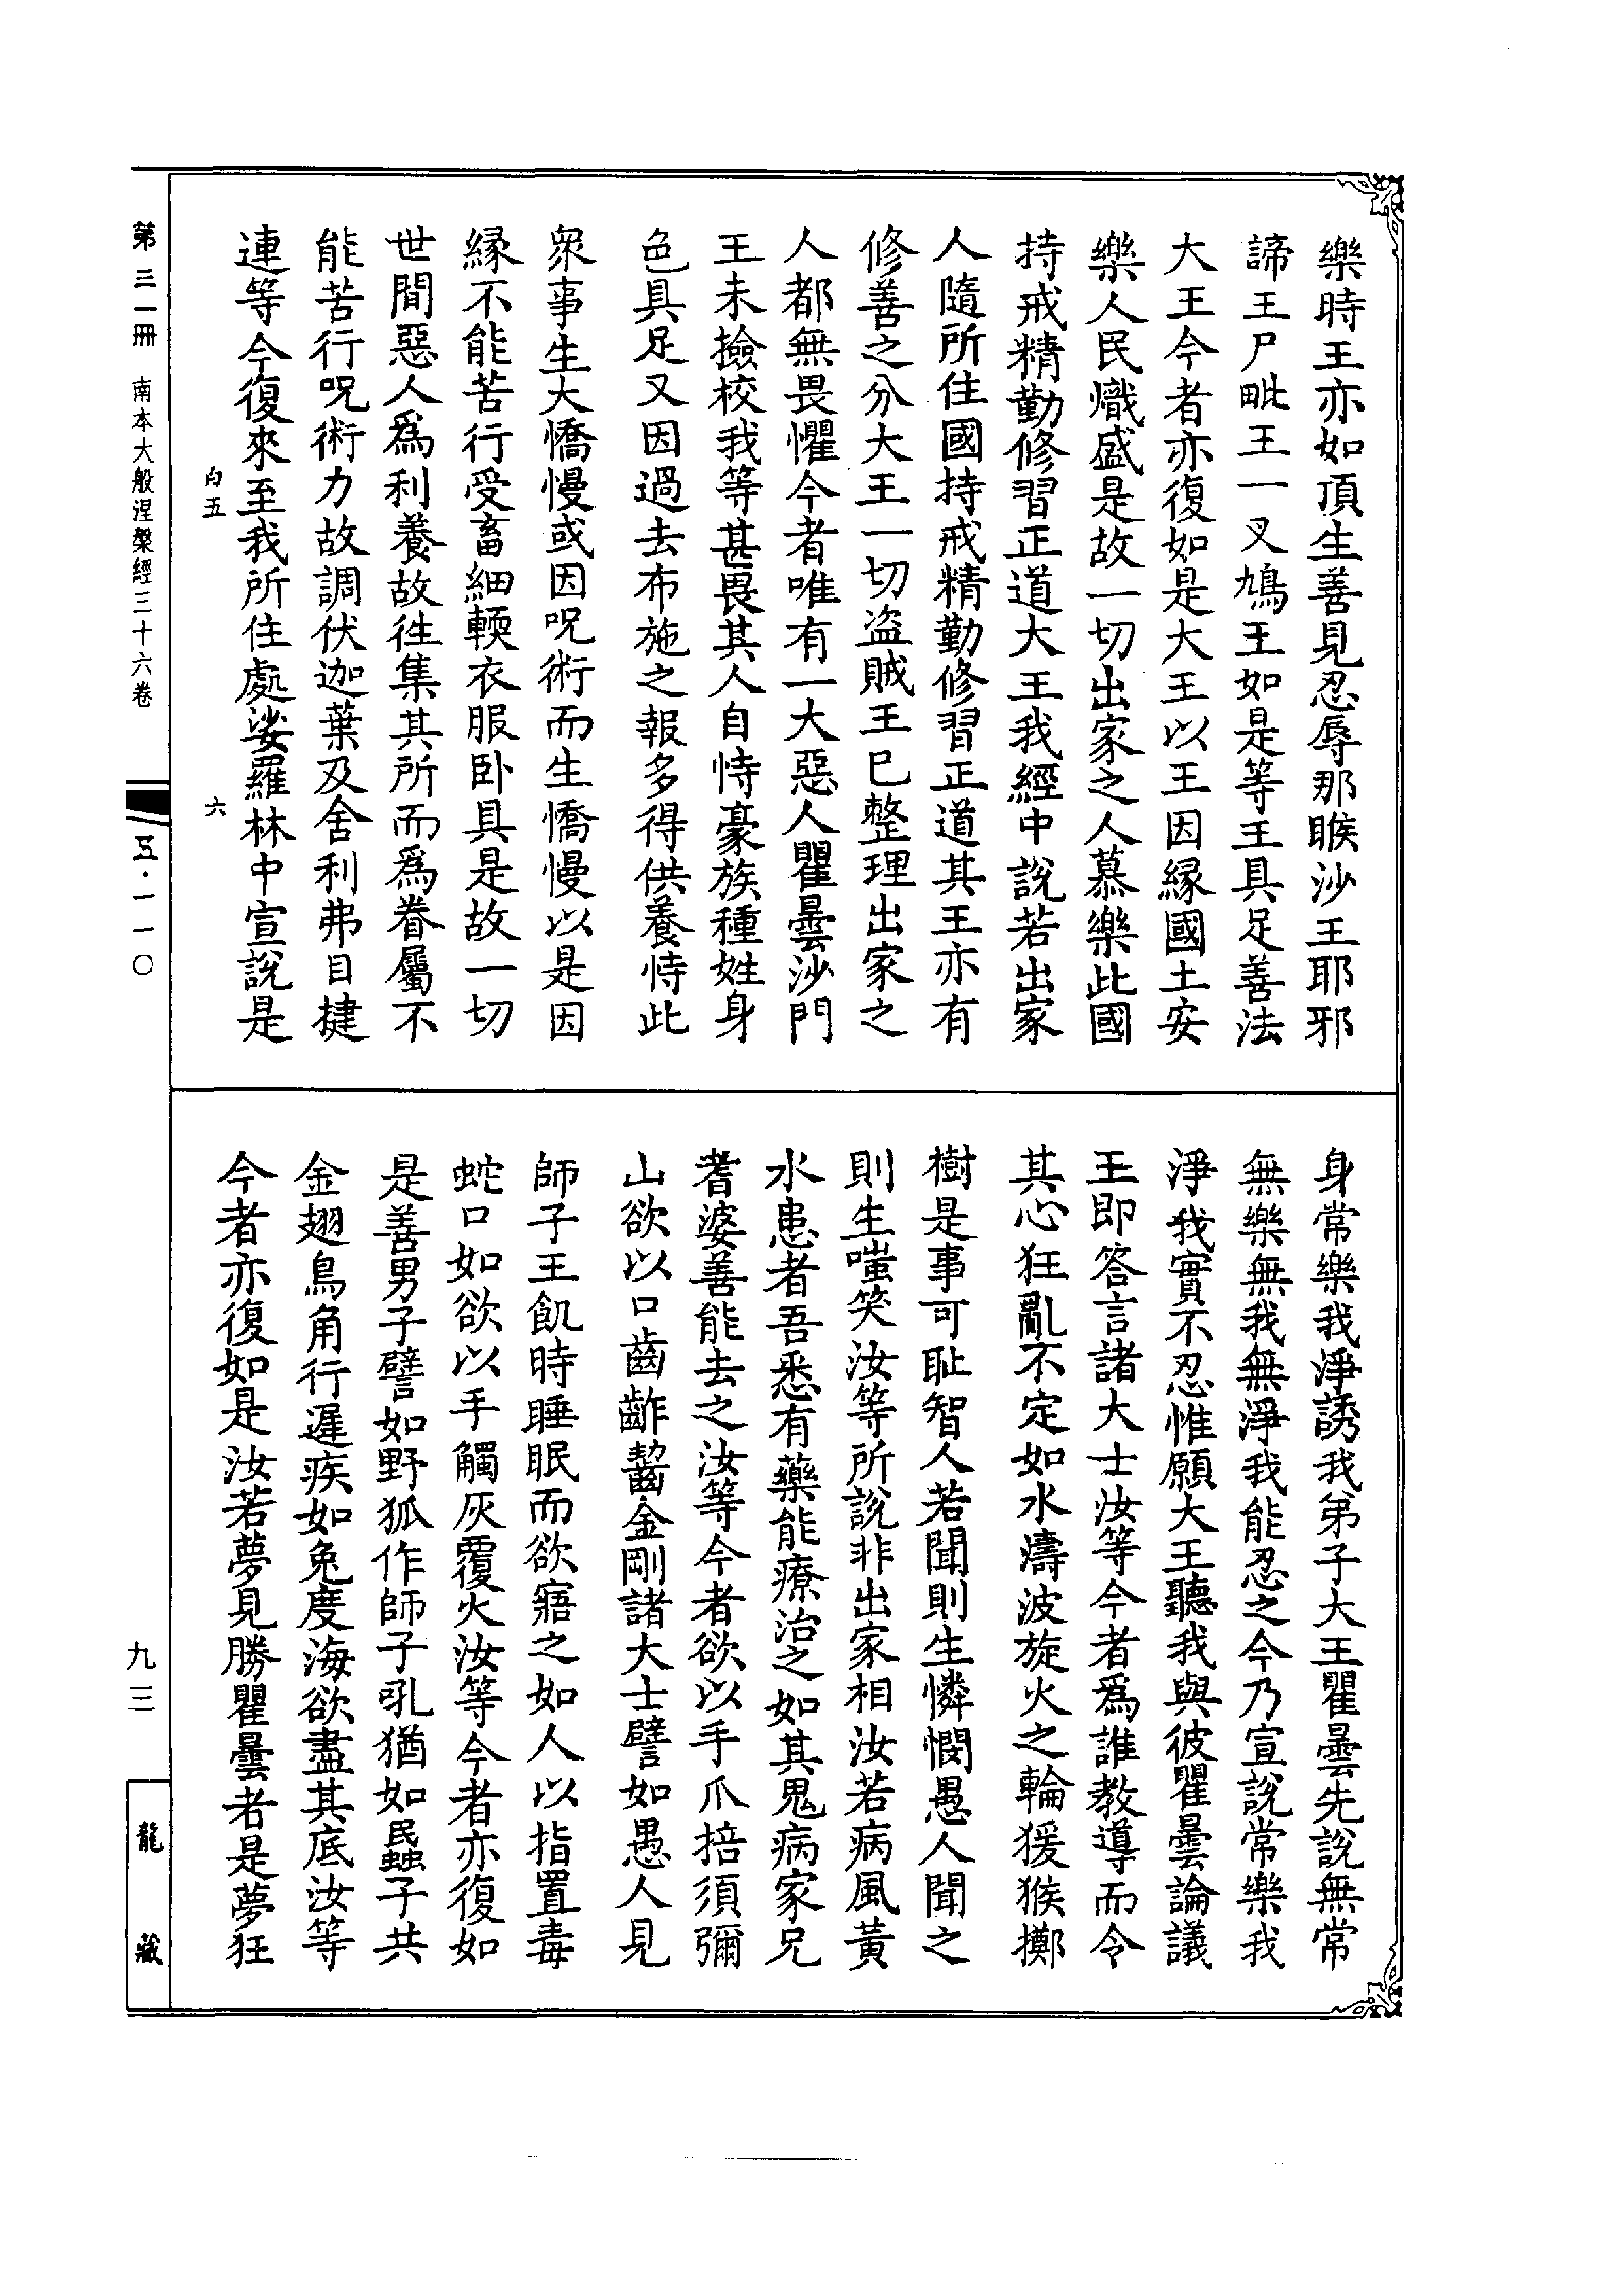 樂時王亦如頂生善見忍辱那睺沙王耶邪
諦王尸毗王一叉鳩王如是等王具足善法
大王今者亦復如是大王以王因緣國土安
樂人民熾盛是故一切出家之人慕樂此國
持戒精勤修習正道大王我經中說若出家
人隨所住國持戒精勤修習正道其王亦有
修善之分大王一切盜賊王巳整理出家之
人都無畏懼今者唯有一大惡人瞿曇沙門
王未撿校我等甚畏其人自恃豪族種姓身
色具足又因過去布施之報多得供養恃此
衆事生大憍慢或因呪術而生憍慢以是因
緣不能苦行受畜細輭衣服卧具是故一切
世間惡人爲利養故徃集其所而爲眷屬不
能苦行呪術力故調伏迦葉及舍利弗目揵
連等今復來至我所住處娑羅林中宣說是
身常樂我淨誘我弟子大王瞿曇先說無常
無樂無我無淨我能忍之今乃宣說常樂我
淨我實不忍惟願大王聽我與彼瞿曇論議
王即答言諸大士汝等今者爲誰教導而令
其心狂亂不定如水濤波旋火之輪猨猴擲
樹是事可耻智人若聞則生憐愍愚人聞之
則生嗤笑汝等所說非出家相汝若病風黃
水患者吾悉有藥能療治之如其鬼病家兄
耆婆善能去之汝等今者欲以手爪掊須彌
山欲以口齒齚齧金剛諸大士譬如愚人見
師子王飢時睡眠而欲寤之如人以指置毒
蛇口如欲以手觸灰覆火汝等今者亦復如
是善男子譬如野狐作師子吼猶如蟁子共
金翅鳥角行遲疾如兔度海欲盡其底汝等
今者亦復如是汝若夢見勝瞿曇者是夢狂
白五
六
第三一冊 南本大般涅槃經三十六卷
五·一一〇
九三
龍藏